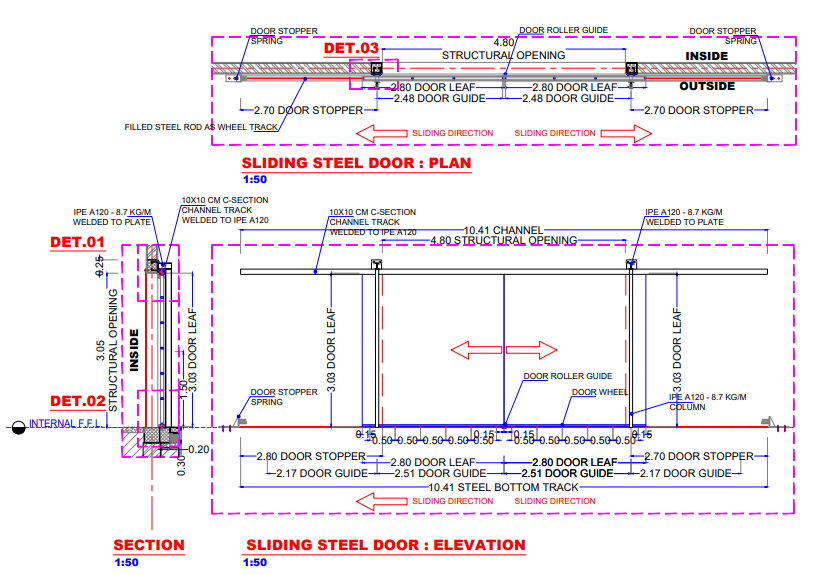 DOOR STOPPER
SPRING
DET.03
4.80
STRUCTURAL OPENING
DOOR ROLLER GUIDE
DOOR STOPPER
SPRING
INSIDE
OUTSIDE
2.80 DOOR LEAF
2.80 DOOR LEAF
2.48 DOOR GUIDE
2.48 DOOR GUIDE
2.70 DOOR STOPPER
2.70 DOOR STOPPER
FILLED STEEL ROD AS WHEEL TRACK
SLIDING DIRECTION
SLIDING DIRECTION
SLIDING STEEL DOOR : PLAN
1:50
IPE A120 - 8.7 KG/M
WELDED TO PLATE
10X10 CM C-SECTION
CHANNEL TRACK
WELDED TO IPE A120
10X10 CM C-SECTION
CHANNEL TRACK
WELDED TO IPE A120
IPE A120 - 8.7 KG/M
WELDED TO PLATE
10.41 CHANNEL
4.80 STRUCTURAL OPENING
DET.01
0.25
3.05
STRUCTURAL OPENING
INSIDE
3.03 DOOR LEAF
1.50
3.03 DOOR LEAF
3.03 DOOR LEAF
DET.02
INTERNAL F.F.L.
0.20
0.30
DOOR STOPPER
SPRING
DOOR ROLLER GUIDE
DOOR WHEEL
IPE A120 - 8.7 KG/M
COLUMN
0.15
0.15
0.15
0.15
0.50
0.50
0.50
0.50
0.50
0.50
0.50
0.50
0.50
0.50
2.80 DOOR STOPPER
2.70 DOOR STOPPER
2.80 DOOR LEAF
2.80 DOOR LEAF
2.17 DOOR GUIDE
2.51 DOOR GUIDE
2.51 DOOR GUIDE
2.17 DOOR GUIDE
10.41 STEEL BOTTOM TRACK
SLIDING DIRECTION
SLIDING DIRECTION
SECTION
1:50
SLIDING STEEL DOOR : ELEVATION
1:50